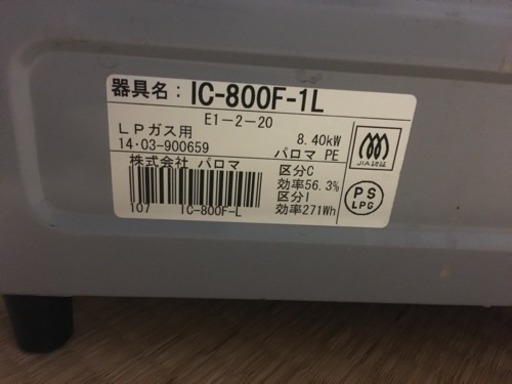 器具名： IC-800F-1L
E1-2-20
LPガス用 8.40kW
14・03-900659 パロマ PE
株式会社 パロマ 区分C
効率56.3%
区分I
107 IC-800F-L 効率271Wh
JIA認証
PS
LPG